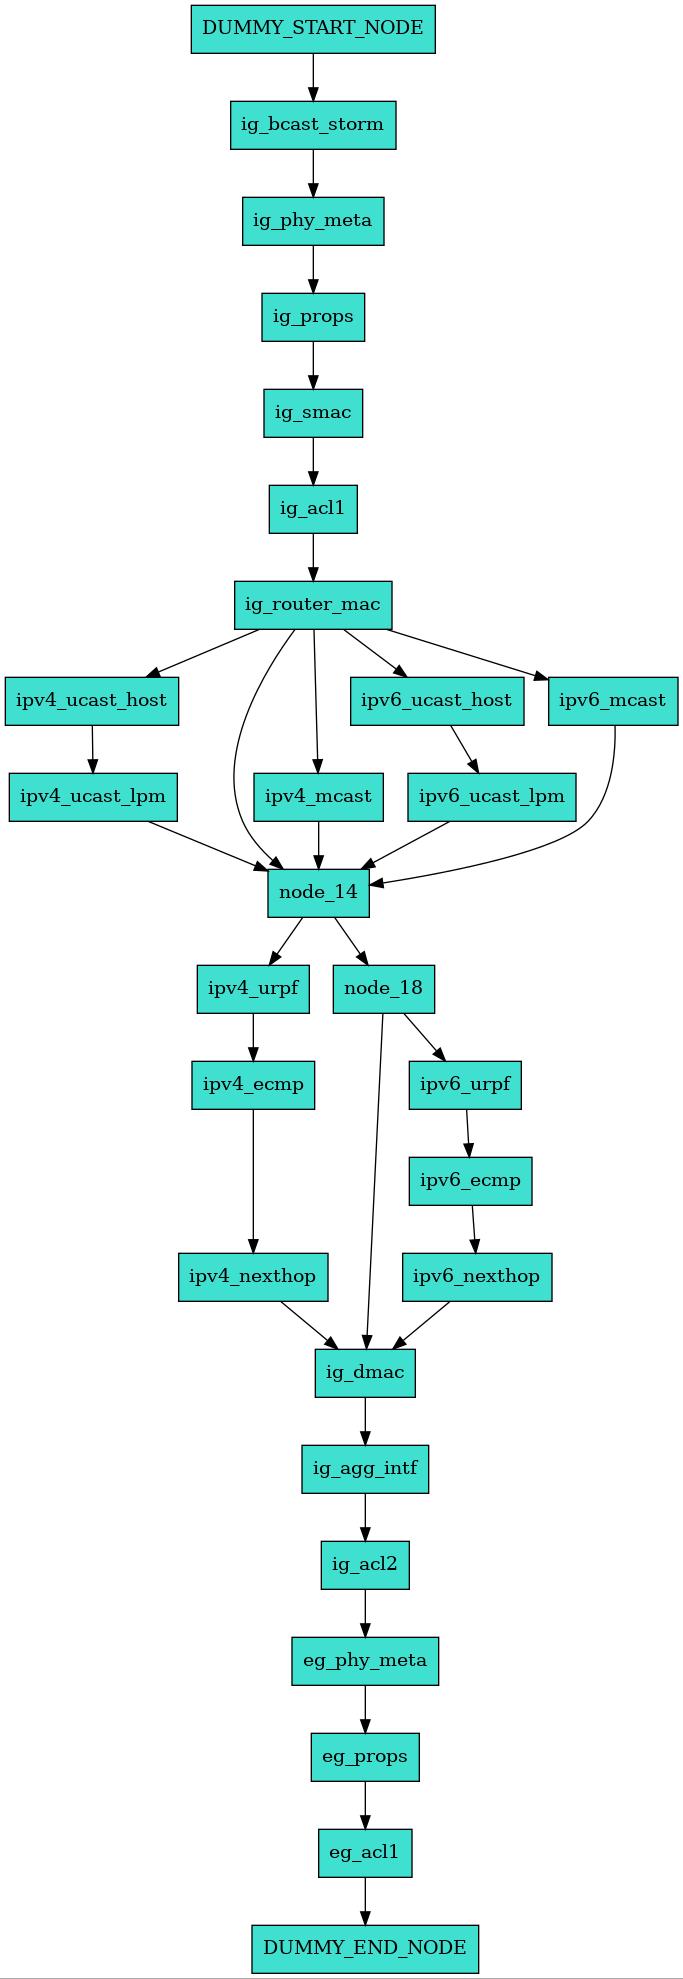 DUMMY_START_NODE
ig_bcast_storm
ig_phy_meta
ig_props
ig_smac
ig_acl1
ig_router_mac
ipv4_ucast_host
ipv6_ucast_host
ipv6_mcast
ipv4_ucast_lpm
ipv4_mcast
ipv6_ucast_lpm
node_14
ipv4_urpf
node_18
ipv4_ecmp
ipv6_urpf
ipv6_ecmp
ipv4_nexthop
ipv6_nexthop
ig_dmac
ig_agg_intf
ig_acl2
eg_phy_meta
eg_props
eg_acl1
DUMMY_END_NODE